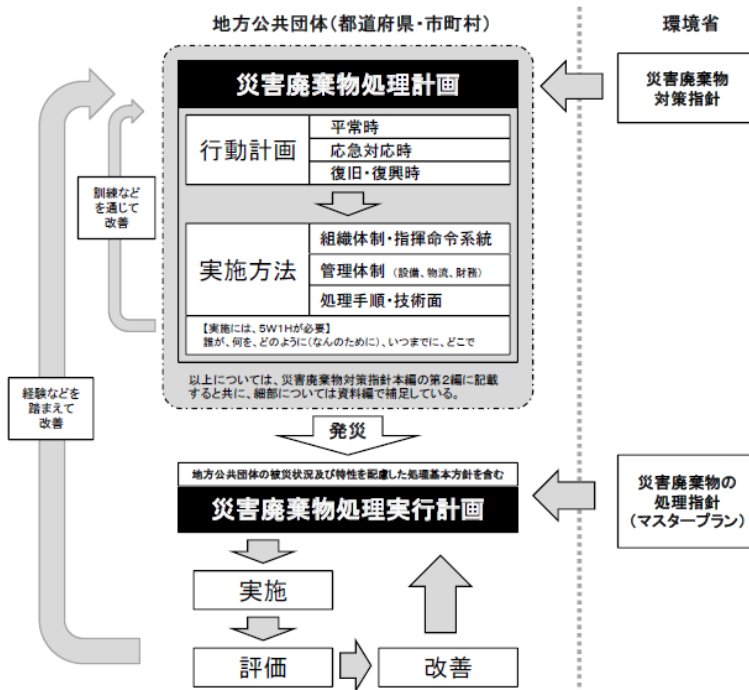 地方公共団体(都道府県・市町村)
環境省
災害廃棄物処理計画
災害廃棄物
対策指針
行動計画
平常時
応急対応時
復旧・復興時
訓練など
を通じて
改善
実施方法
組織体制・指揮命令系統
管理体制 (設備、物流、財務)
処理手順・技術面
【実施には、5W1Hが必要】
誰が、何を、どのように(なんのために)、いつまでに、どこで
以上については、災害廃棄物対策指針本編の第2編に記載
すると共に、細部については資料編で補足している。
経験などを
踏まえて
改善
発災
地方公共団体の被災状況及び特性を配慮した処理基本方針を含む
災害廃棄物処理実行計画
災害廃棄物の
処理指針
(マスタープラン)
実施
評価
改善